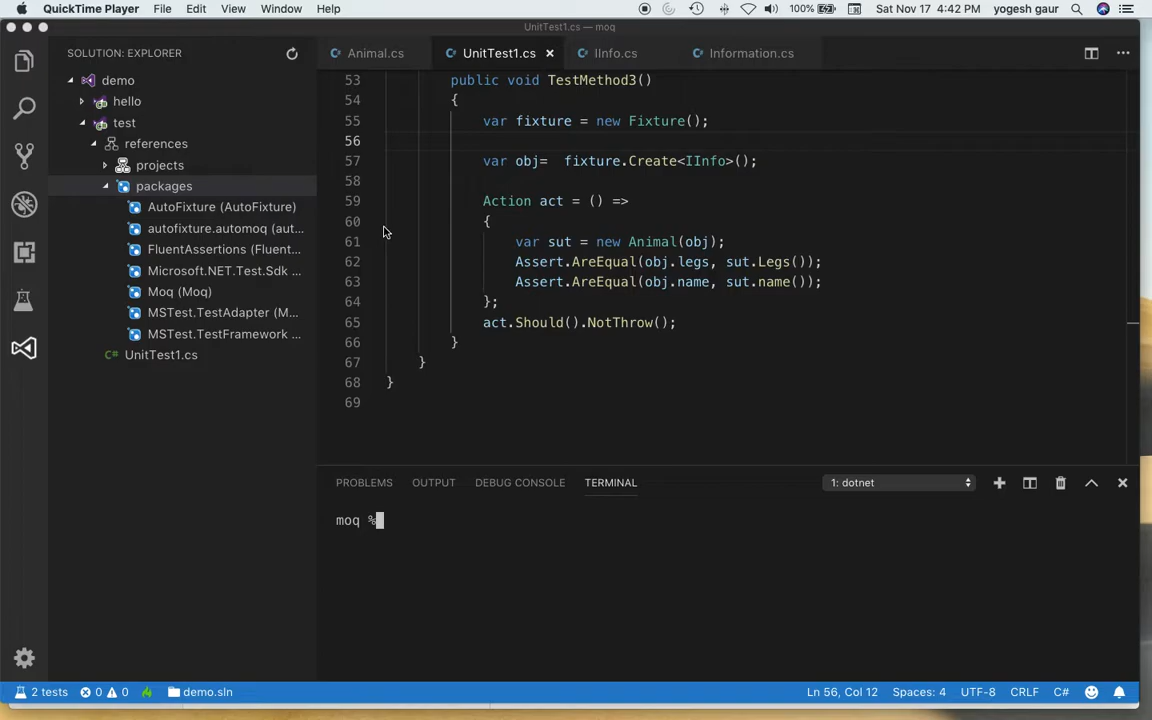 QuickTime Player File Edit View Window Help 100% Sat Nov 17 4:42 PM yogesh gaur
UnitTest1.cs — moq
SOLUTION: EXPLORER
demo
hello
test
references
projects
packages
AutoFixture (AutoFixture)
autofixture.automoq (aut...
FluentAssertions (Fluent...
Microsoft.NET.Test.Sdk ...
Moq (Moq)
MSTest.TestAdapter (M...
MSTest.TestFramework ...
C# UnitTest1.cs
Animal.cs UnitTest1.cs × IInfo.cs Information.cs
53 public void TestMethod3()
54 {
55 var fixture = new Fixture();
56
57 var obj=  fixture.Create<IInfo>();
58
59 Action act = () =>
60 {
61 var sut = new Animal(obj);
62 Assert.AreEqual(obj.legs, sut.Legs());
63 Assert.AreEqual(obj.name, sut.name());
64 };
65 act.Should().NotThrow();
66 }
67 }
68 }
69
PROBLEMS OUTPUT DEBUG CONSOLE TERMINAL 1: dotnet
moq %
2 tests 0 0 demo.sln Ln 56, Col 12 Spaces: 4 UTF-8 CRLF C#